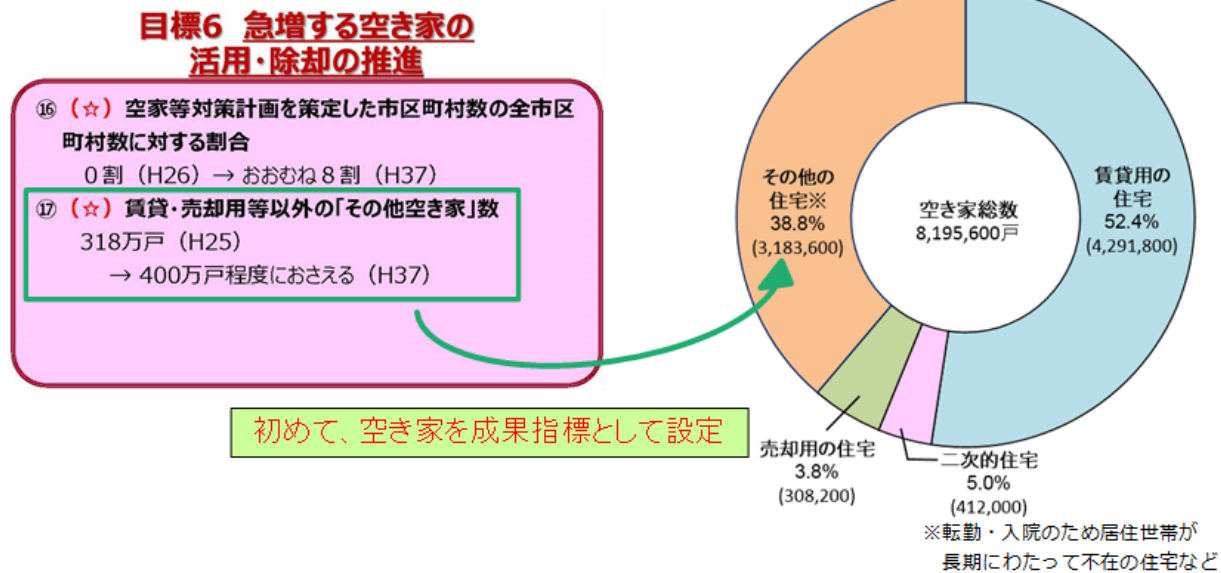 目標6 急増する空き家の
活用・除却の推進
⑯（☆）空家等対策計画を策定した市区町村数の全市区
町村数に対する割合
０割（H26）→ おおむね８割（H37）
⑰（☆）賃貸・売却用等以外の「その他空き家」数
318万戸（H25）
→ 400万戸程度におさえる（H37）
初めて、空き家を成果指標として設定
その他の
住宅※
38.8%
(3,183,600)
空き家総数
8,195,600戸
賃貸用の
住宅
52.4%
(4,291,800)
売却用の住宅
3.8%
(308,200)
二次的住宅
5.0%
(412,000)
※転勤・入院のため居住世帯が
長期にわたって不在の住宅など